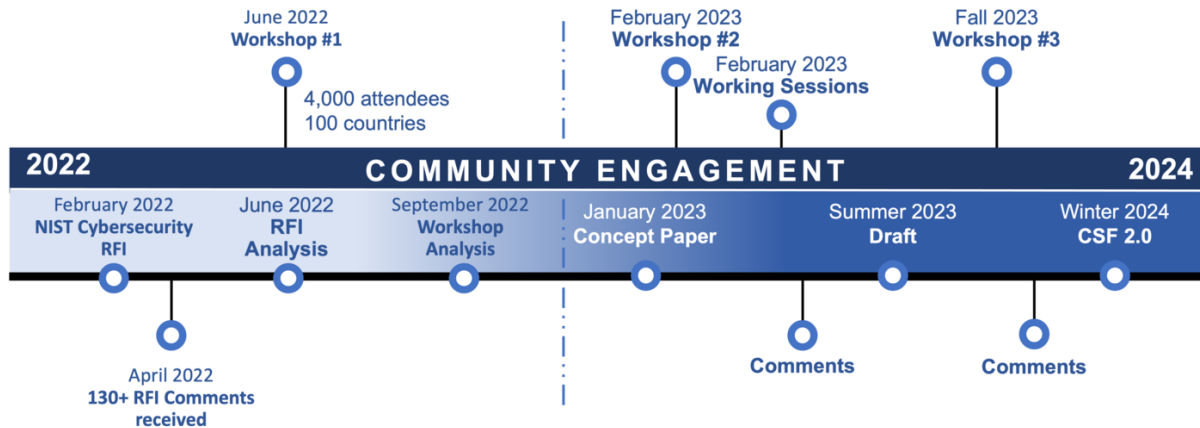 June 2022
Workshop #1
4,000 attendees
100 countries
February 2023
Workshop #2
February 2023
Working Sessions
Fall 2023
Workshop #3
2022
COMMUNITY ENGAGEMENT
2024
February 2022
NIST Cybersecurity
RFI
June 2022
RFI
Analysis
September 2022
Workshop
Analysis
January 2023
Concept Paper
Summer 2023
Draft
Winter 2024
CSF 2.0
April 2022
130+ RFI Comments
received
Comments
Comments